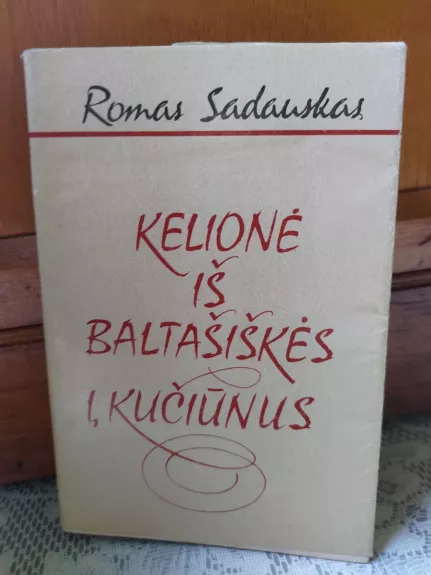 Romas Sadauskas
KELIONĖ
IŠ
BALTAŠIŠKĖS
Į KUČIŪNUS